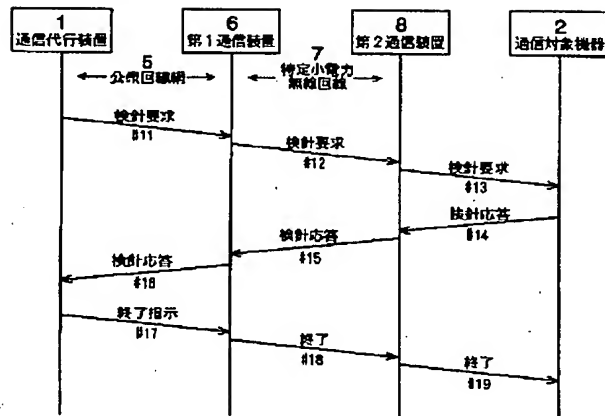 1
通信代行装置
6
第1通信装置
8
第2通信装置
2
通信対象機器
5
公衆回線網
7
特定小電力
無線回線
検針要求
#11
検針要求
#12
検針要求
#13
検針応答
#14
検針応答
#15
検針応答
#16
終了指示
#17
終了
#18
終了
#19